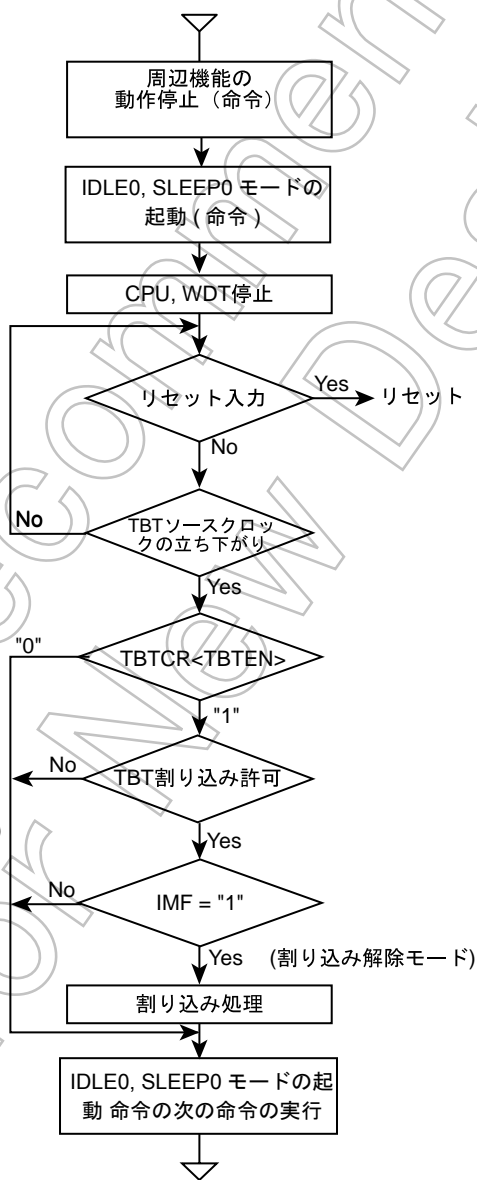 周辺機能の
動作停止（命令）
IDLE0, SLEEP0 モードの
起動 ( 命令 )
CPU, WDT停止
リセット入力
Yes
リセット
No
TBTソースクロッ
クの立ち下がり
No
Yes
TBTCR<TBTEN>
"0"
"1"
TBT割り込み許可
No
Yes
IMF = "1"
No
Yes
(割り込み解除モード)
割り込み処理
IDLE0, SLEEP0 モードの起
動 命令の次の命令の実行